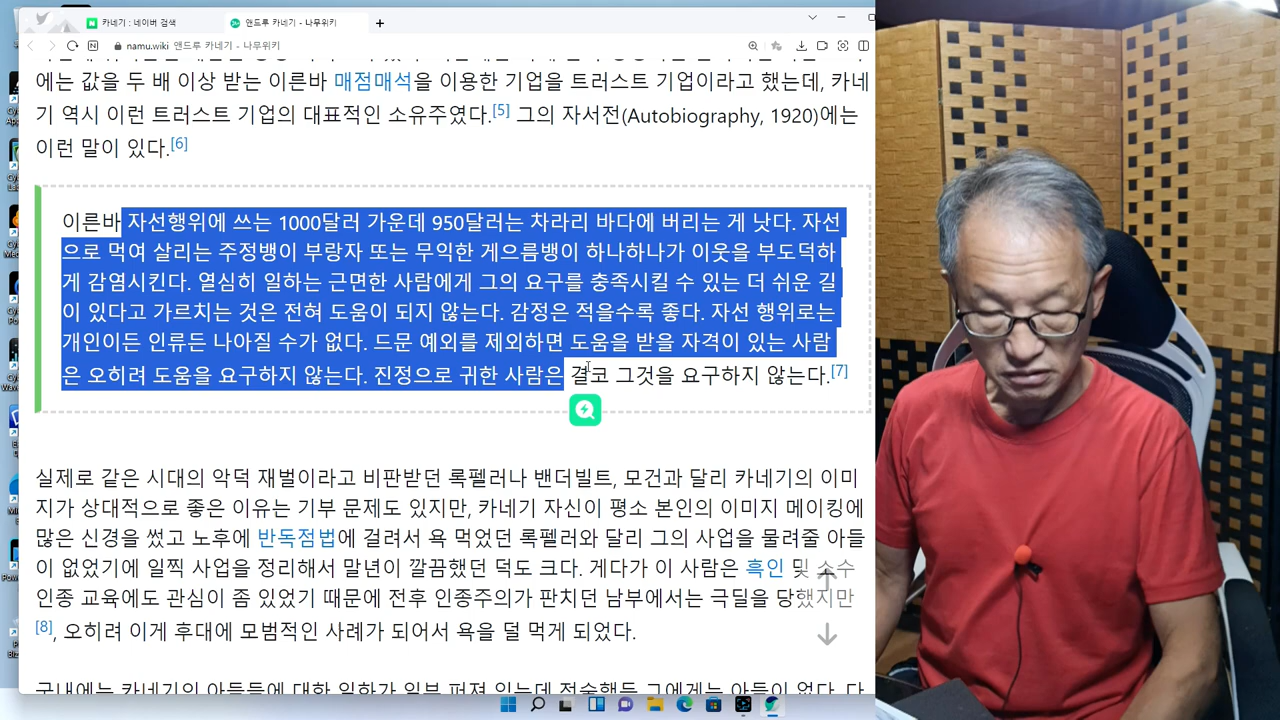 카네기 : 네이버 검색
앤드루 카네기 - 나무위키
namu.wiki 앤드루 카네기 - 나무위키
에는 값을 두 배 이상 받는 이른바 매점매석을 이용한 기업을 트러스트 기업이라고 했는데, 카네
기 역시 이런 트러스트 기업의 대표적인 소유주였다.[5] 그의 자서전(Autobiography, 1920)에는
이런 말이 있다.[6]
이른바 자선행위에 쓰는 1000달러 가운데 950달러는 차라리 바다에 버리는 게 낫다. 자선
으로 먹여 살리는 주정뱅이 부랑자 또는 무익한 게으름뱅이 하나하나가 이웃을 부도덕하
게 감염시킨다. 열심히 일하는 근면한 사람에게 그의 요구를 충족시킬 수 있는 더 쉬운 길
이 있다고 가르치는 것은 전혀 도움이 되지 않는다. 감정은 적을수록 좋다. 자선 행위로는
개인이든 인류든 나아질 수가 없다. 드문 예외를 제외하면 도움을 받을 자격이 있는 사람
은 오히려 도움을 요구하지 않는다. 진정으로 귀한 사람은 결코 그것을 요구하지 않는다.[7]
실제로 같은 시대의 악덕 재벌이라고 비판받던 록펠러나 밴더빌트, 모건과 달리 카네기의 이미
지가 상대적으로 좋은 이유는 기부 문제도 있지만, 카네기 자신이 평소 본인의 이미지 메이킹에
많은 신경을 썼고 노후에 반독점법에 걸려서 욕 먹었던 록펠러와 달리 그의 사업을 물려줄 아들
이 없었기에 일찍 사업을 정리해서 말년이 깔끔했던 덕도 크다. 게다가 이 사람은 흑인 및 소수
인종 교육에도 관심이 좀 있었기 때문에 전후 인종주의가 판치던 남부에서는 극딜을 당했지만
[8], 오히려 이게 후대에 모범적인 사례가 되어서 욕을 덜 먹게 되었다.